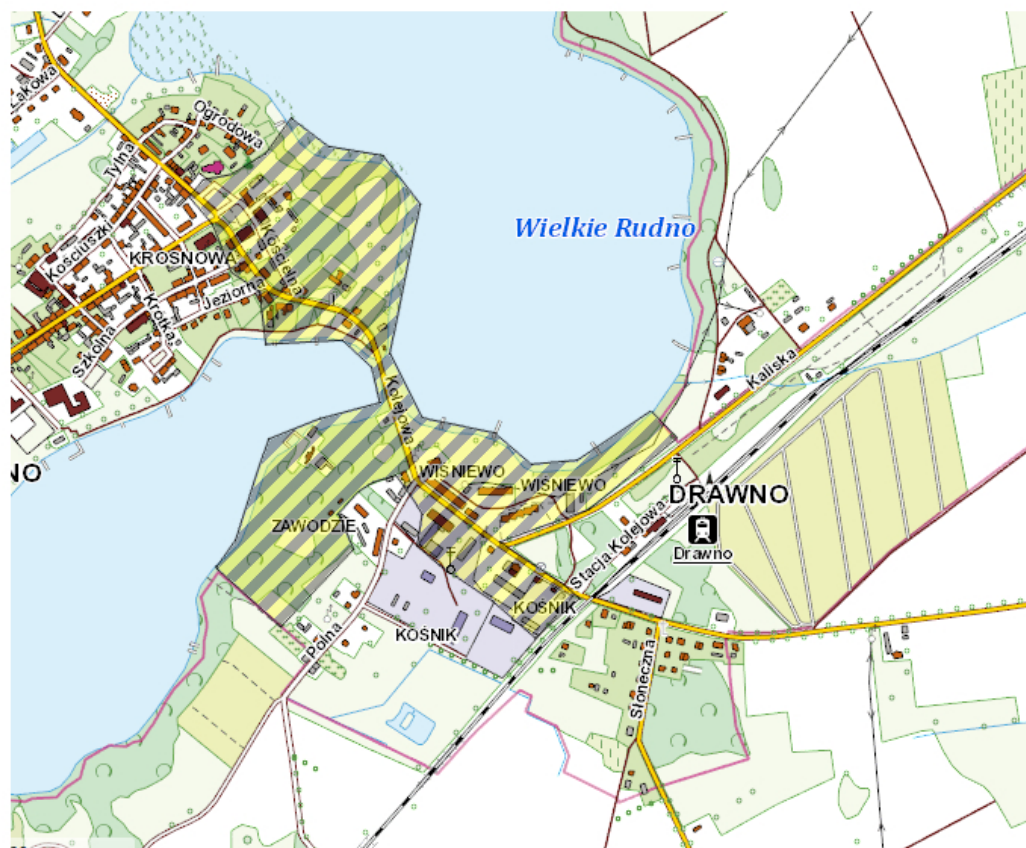 Łąkowa
Ogrodowa
Tylna
Wielkie Rudno
Kościuszki
KROSNOWA
Kościelna
Jeziorna
Krótka
Szkolna
Kaliska
Kolejowa
NO
WIŚNIEWO
WIŚNIEWO
DRAWNO
ZAWODZIE
Stacja Kolejowa
Drawno
KOŚNIK
KOŚNIK
Polna
Słoneczna